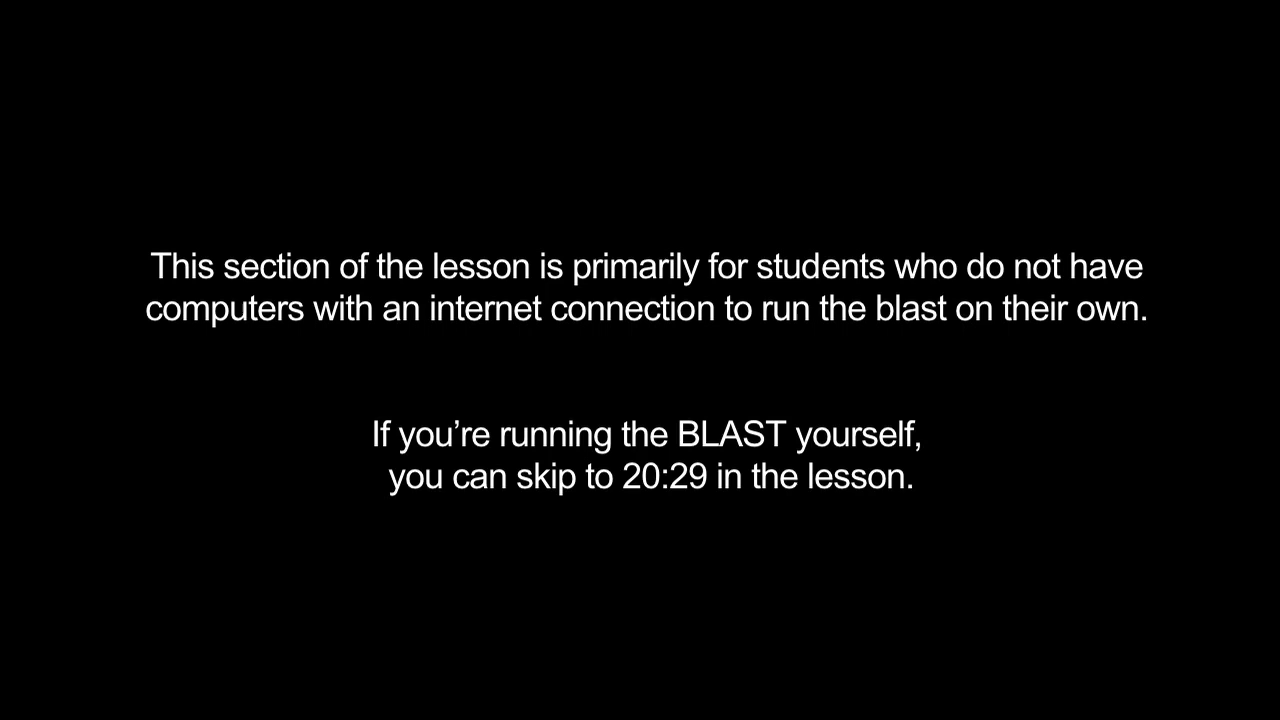 This section of the lesson is primarily for students who do not have
computers with an internet connection to run the blast on their own.
If you’re running the BLAST yourself,
you can skip to 20:29 in the lesson.